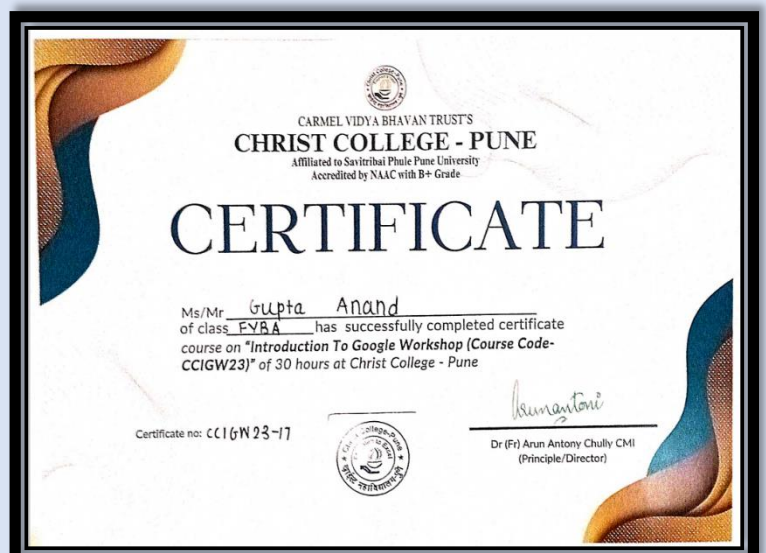 CARMEL VIDYA BHAVAN TRUST'S
CHRIST COLLEGE - PUNE
Affiliated to Savitribai Phule Pune University
Accredited by NAAC with B+ Grade
CERTIFICATE
Ms/Mr Gupta Anand
of class FYBA has successfully completed certificate
course on "Introduction To Google Workshop (Course Code-
CCIGW23)" of 30 hours at Christ College - Pune
Certificate no: CCIGW23-17
Dr (Fr) Arun Antony Chully CMI
(Principle/Director)